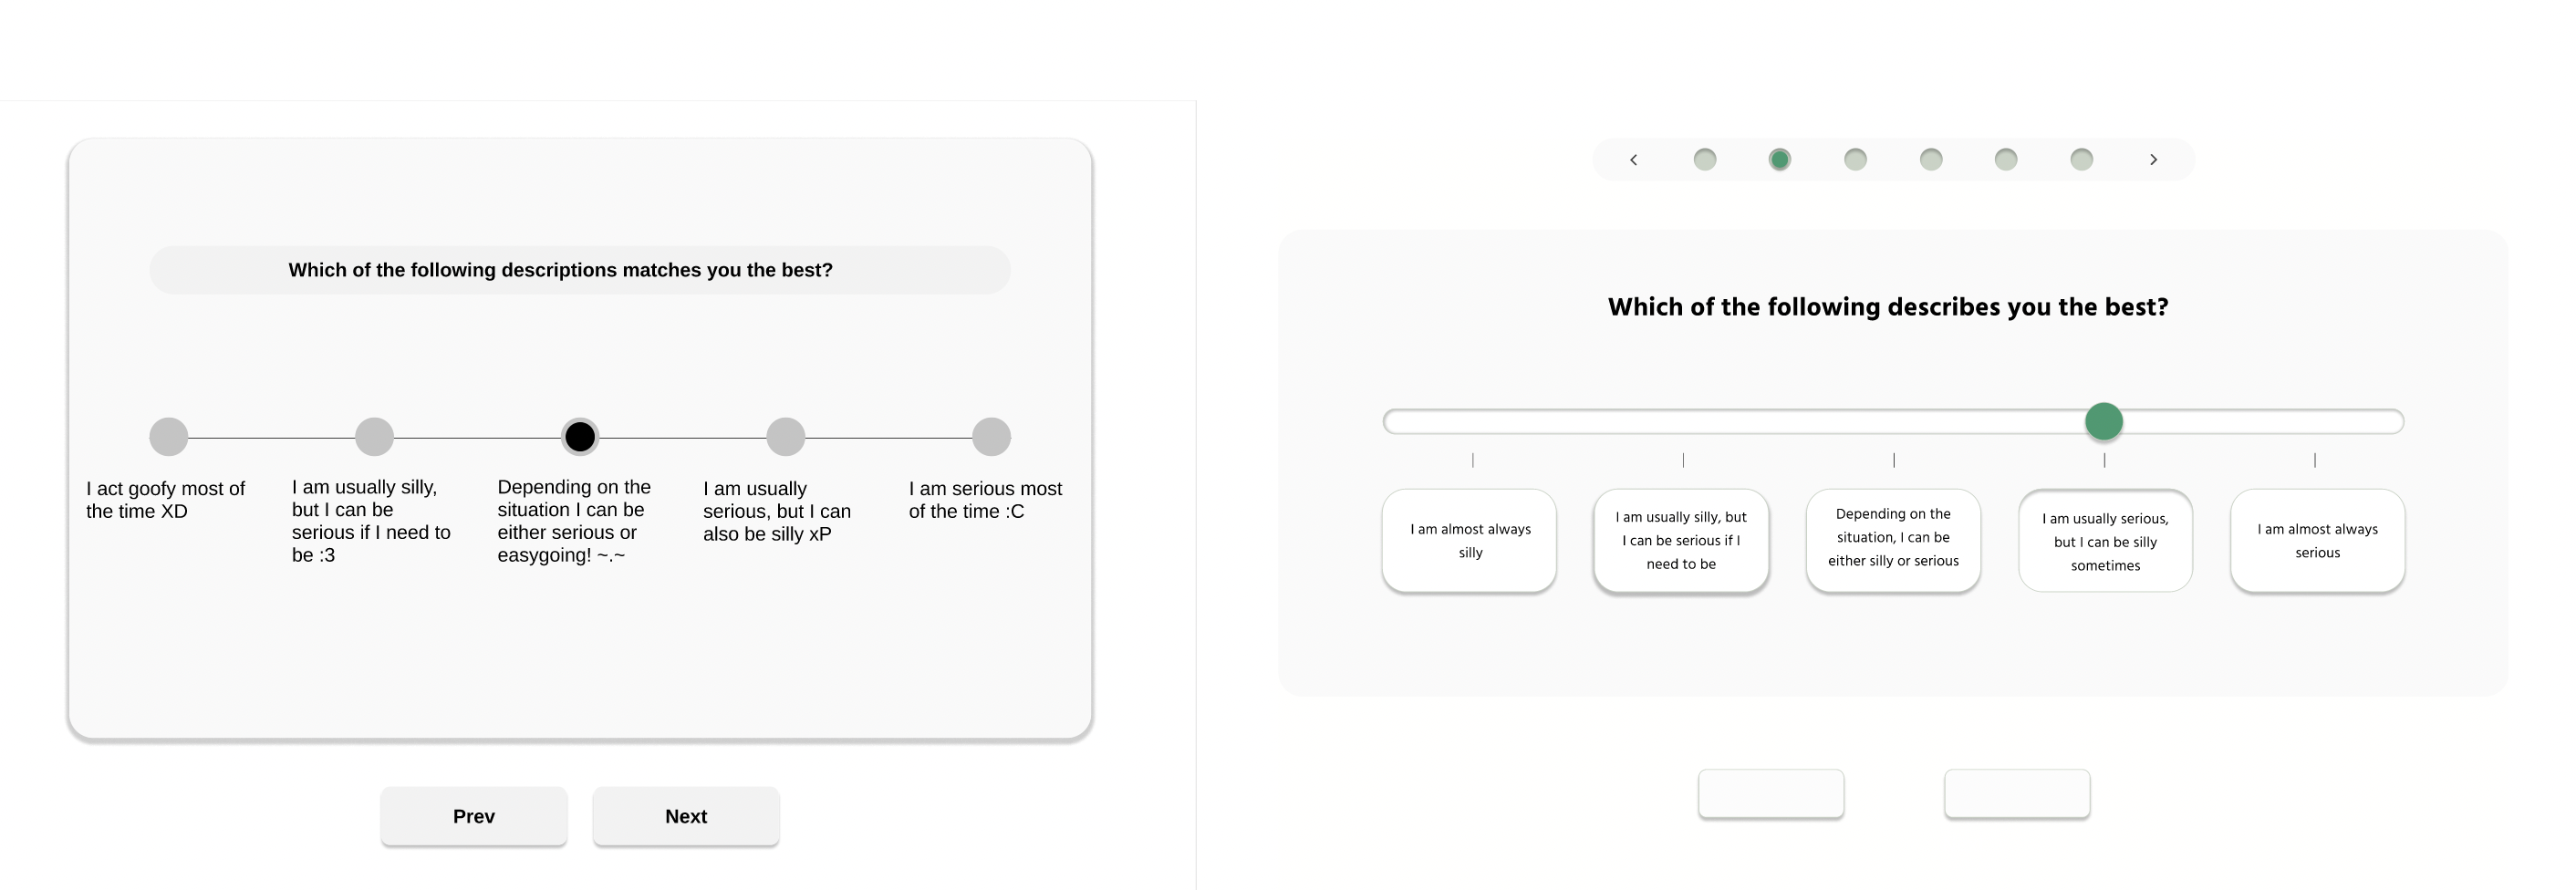 Which of the following descriptions matches you the best?
I act goofy most of
the time XD
I am usually silly,
but I can be
serious if I need to
be :3
Depending on the
situation I can be
either serious or
easygoing! ~.~
I am usually
serious, but I can
also be silly xP
I am serious most
of the time :C
Prev
Next
Which of the following describes you the best?
I am almost always
silly
I am usually silly, but
I can be serious if I
need to be
Depending on the
situation, I can be
either silly or serious
I am usually serious,
but I can be silly
sometimes
I am almost always
serious